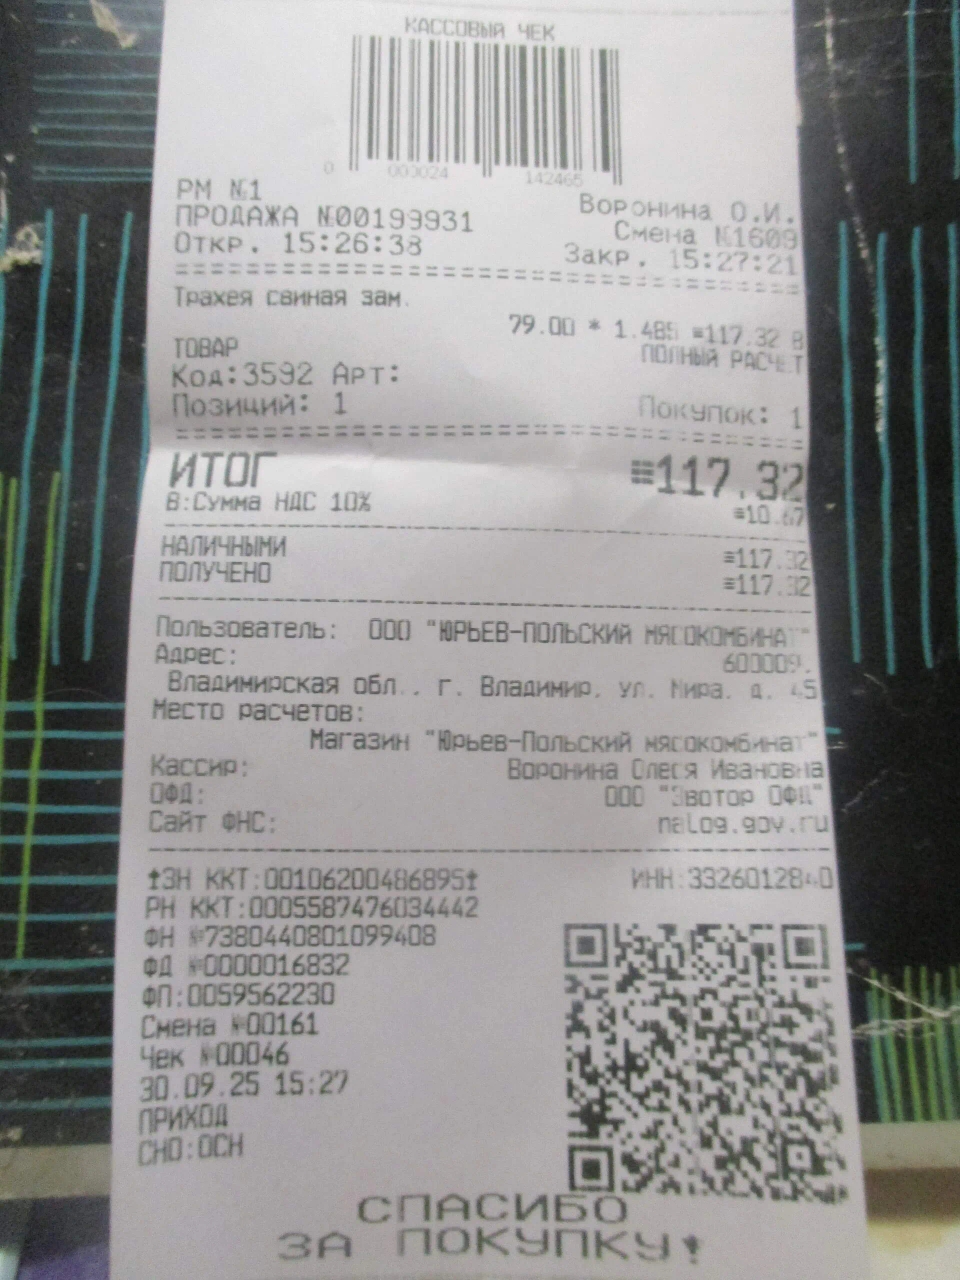 КАССОВЫЙ ЧЕК
0 000024 142465
РМ №1
Воронина О.И.
ПРОДАЖА №00199931
Смена №1609
Откр. 15:26:38
Закр. 15:27:21
Трахея свиная зам.
79.00 * 1.485 ≡117.32 В
ТОВАР
ПОЛНЫЙ РАСЧЕТ
Код:3592 Арт:
Позиций: 1
Покупок: 1
ИТОГ
≡117.32
В:Сумма НДС 10%
≡10.67
НАЛИЧНЫМИ
≡117.32
ПОЛУЧЕНО
≡117.32
Пользователь: ООО "ЮРЬЕВ-ПОЛЬСКИЙ МЯСОКОМБИНАТ"
Адрес:
600009,
Владимирская обл., г. Владимир, ул. Мира, д. 45
Место расчетов:
Магазин "Юрьев-Польский мясокомбинат"
Кассир:
Воронина Олеся Ивановна
ОФД:
ООО "Эвотор ОФД"
Сайт ФНС:
nalog.gov.ru
↑ЗН ККТ:00106200486895↑
ИНН:3326012840
РН ККТ:0005587476034442
ФН №7380440801099408
ФД №0000016832
ФП:0059562230
Смена №00161
Чек №00046
30.09.25 15:27
ПРИХОД
СНО:ОСН
СПАСИБО
ЗА ПОКУПКУ!